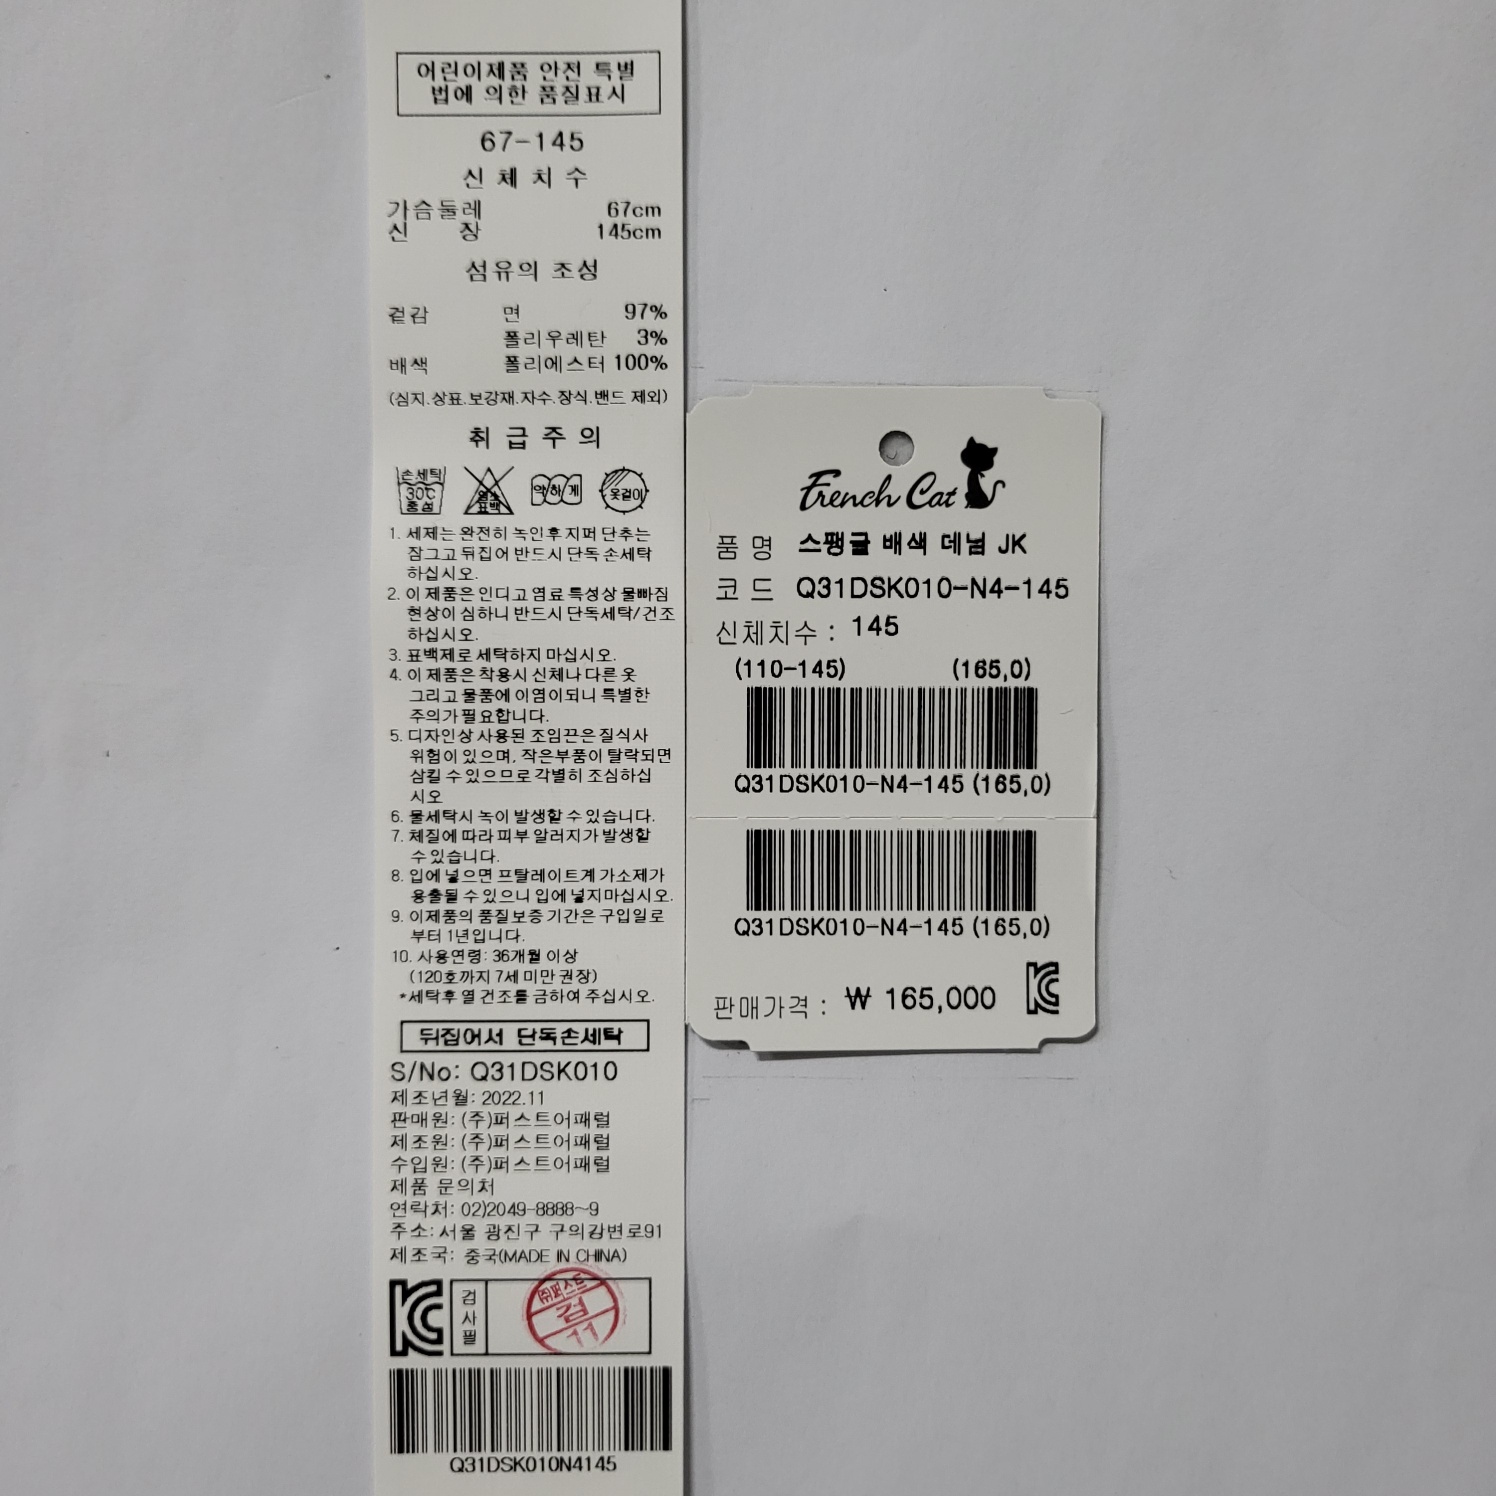 어린이제품 안전 특별
법에 의한 품질표시
67-145
신체치수
가슴둘레 67cm
신 장 145cm
섬유의 조성
겉감 면 97%
폴리우레탄 3%
배색 폴리에스터 100%
(심지.상표.보강재.자수.장식.밴드 제외)
취급주의
손세탁 30℃ 중성
염소 표백
약하게
옷걸이
1. 세제는 완전히 녹인후 지퍼 단추는
잠그고 뒤집어 반드시 단독 손세탁
하십시오.
2. 이 제품은 인디고 염료 특성상 물빠짐
현상이 심하니 반드시 단독세탁/건조
하십시오.
3. 표백제로 세탁하지 마십시오.
4. 이 제품은 착용시 신체나 다른 옷
그리고 물품에 이염이되니 특별한
주의가 필요합니다.
5. 디자인상 사용된 조임끈은 질식사
위험이 있으며, 작은부품이 탈락되면
삼킬 수 있으므로 각별히 조심하십
시오
6. 물세탁시 녹이 발생할 수 있습니다.
7. 체질에 따라 피부 알러지가 발생할
수 있습니다.
8. 입에 넣으면 프탈레이트계 가소제가
용출될 수 있으니 입에 넣지마십시오.
9. 이제품의 품질 보증 기간은 구입일로
부터 1년입니다.
10. 사용연령: 36개월 이상
(120호까지 7세 미만 권장)
*세탁후 열 건조를 금하여 주십시오.
뒤집어서 단독손세탁
S/No: Q31DSK010
제조년월: 2022.11
판매원: (주)퍼스트어패럴
제조원: (주)퍼스트어패럴
수입원: (주)퍼스트어패럴
제품 문의처
연락처: 02)2049-8888~9
주소: 서울 광진구 구의강변로91
제조국: 중국(MADE IN CHINA)
KC 검사필
㈜퍼스트
검
11
Q31DSK010N4145
French Cat
품 명 스팽글 배색 데님 JK
코 드 Q31DSK010-N4-145
신체치수 : 145
(110-145) (165,0)
Q31DSK010-N4-145 (165,0)
Q31DSK010-N4-145 (165,0)
판매가격 : ₩ 165,000 KC